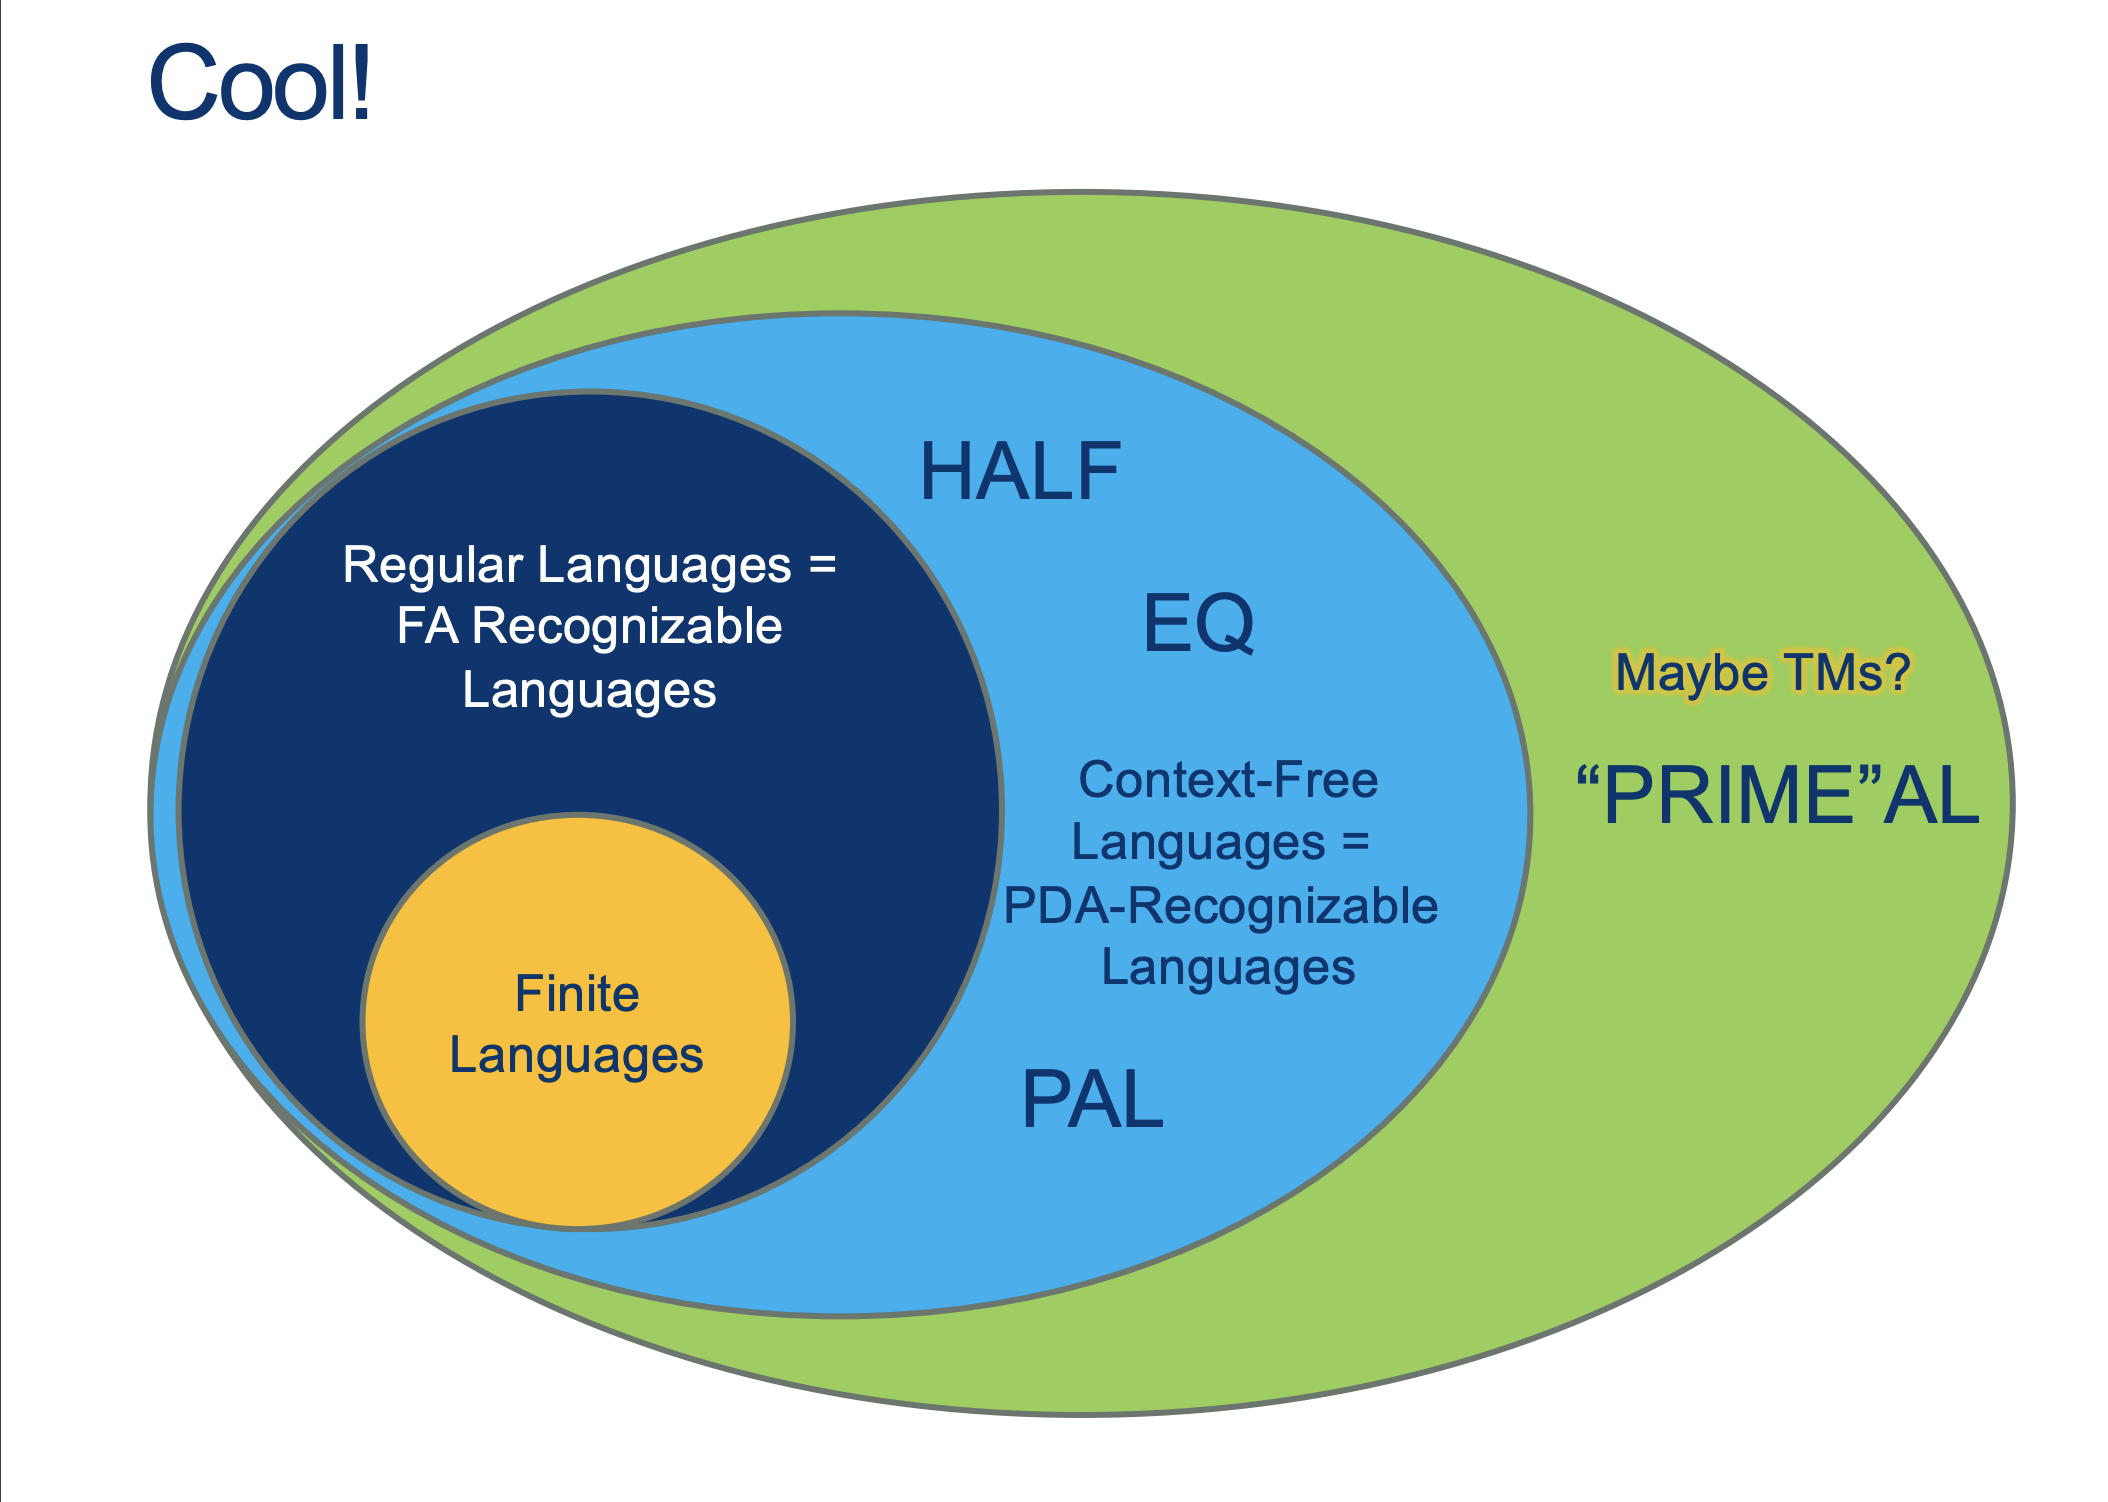 Cool!
HALF
Regular Languages =
FA Recognizable
Languages
EQ
Maybe TMs?
“PRIME”AL
Context-Free
Languages =
PDA-Recognizable
Languages
Finite
Languages
PAL